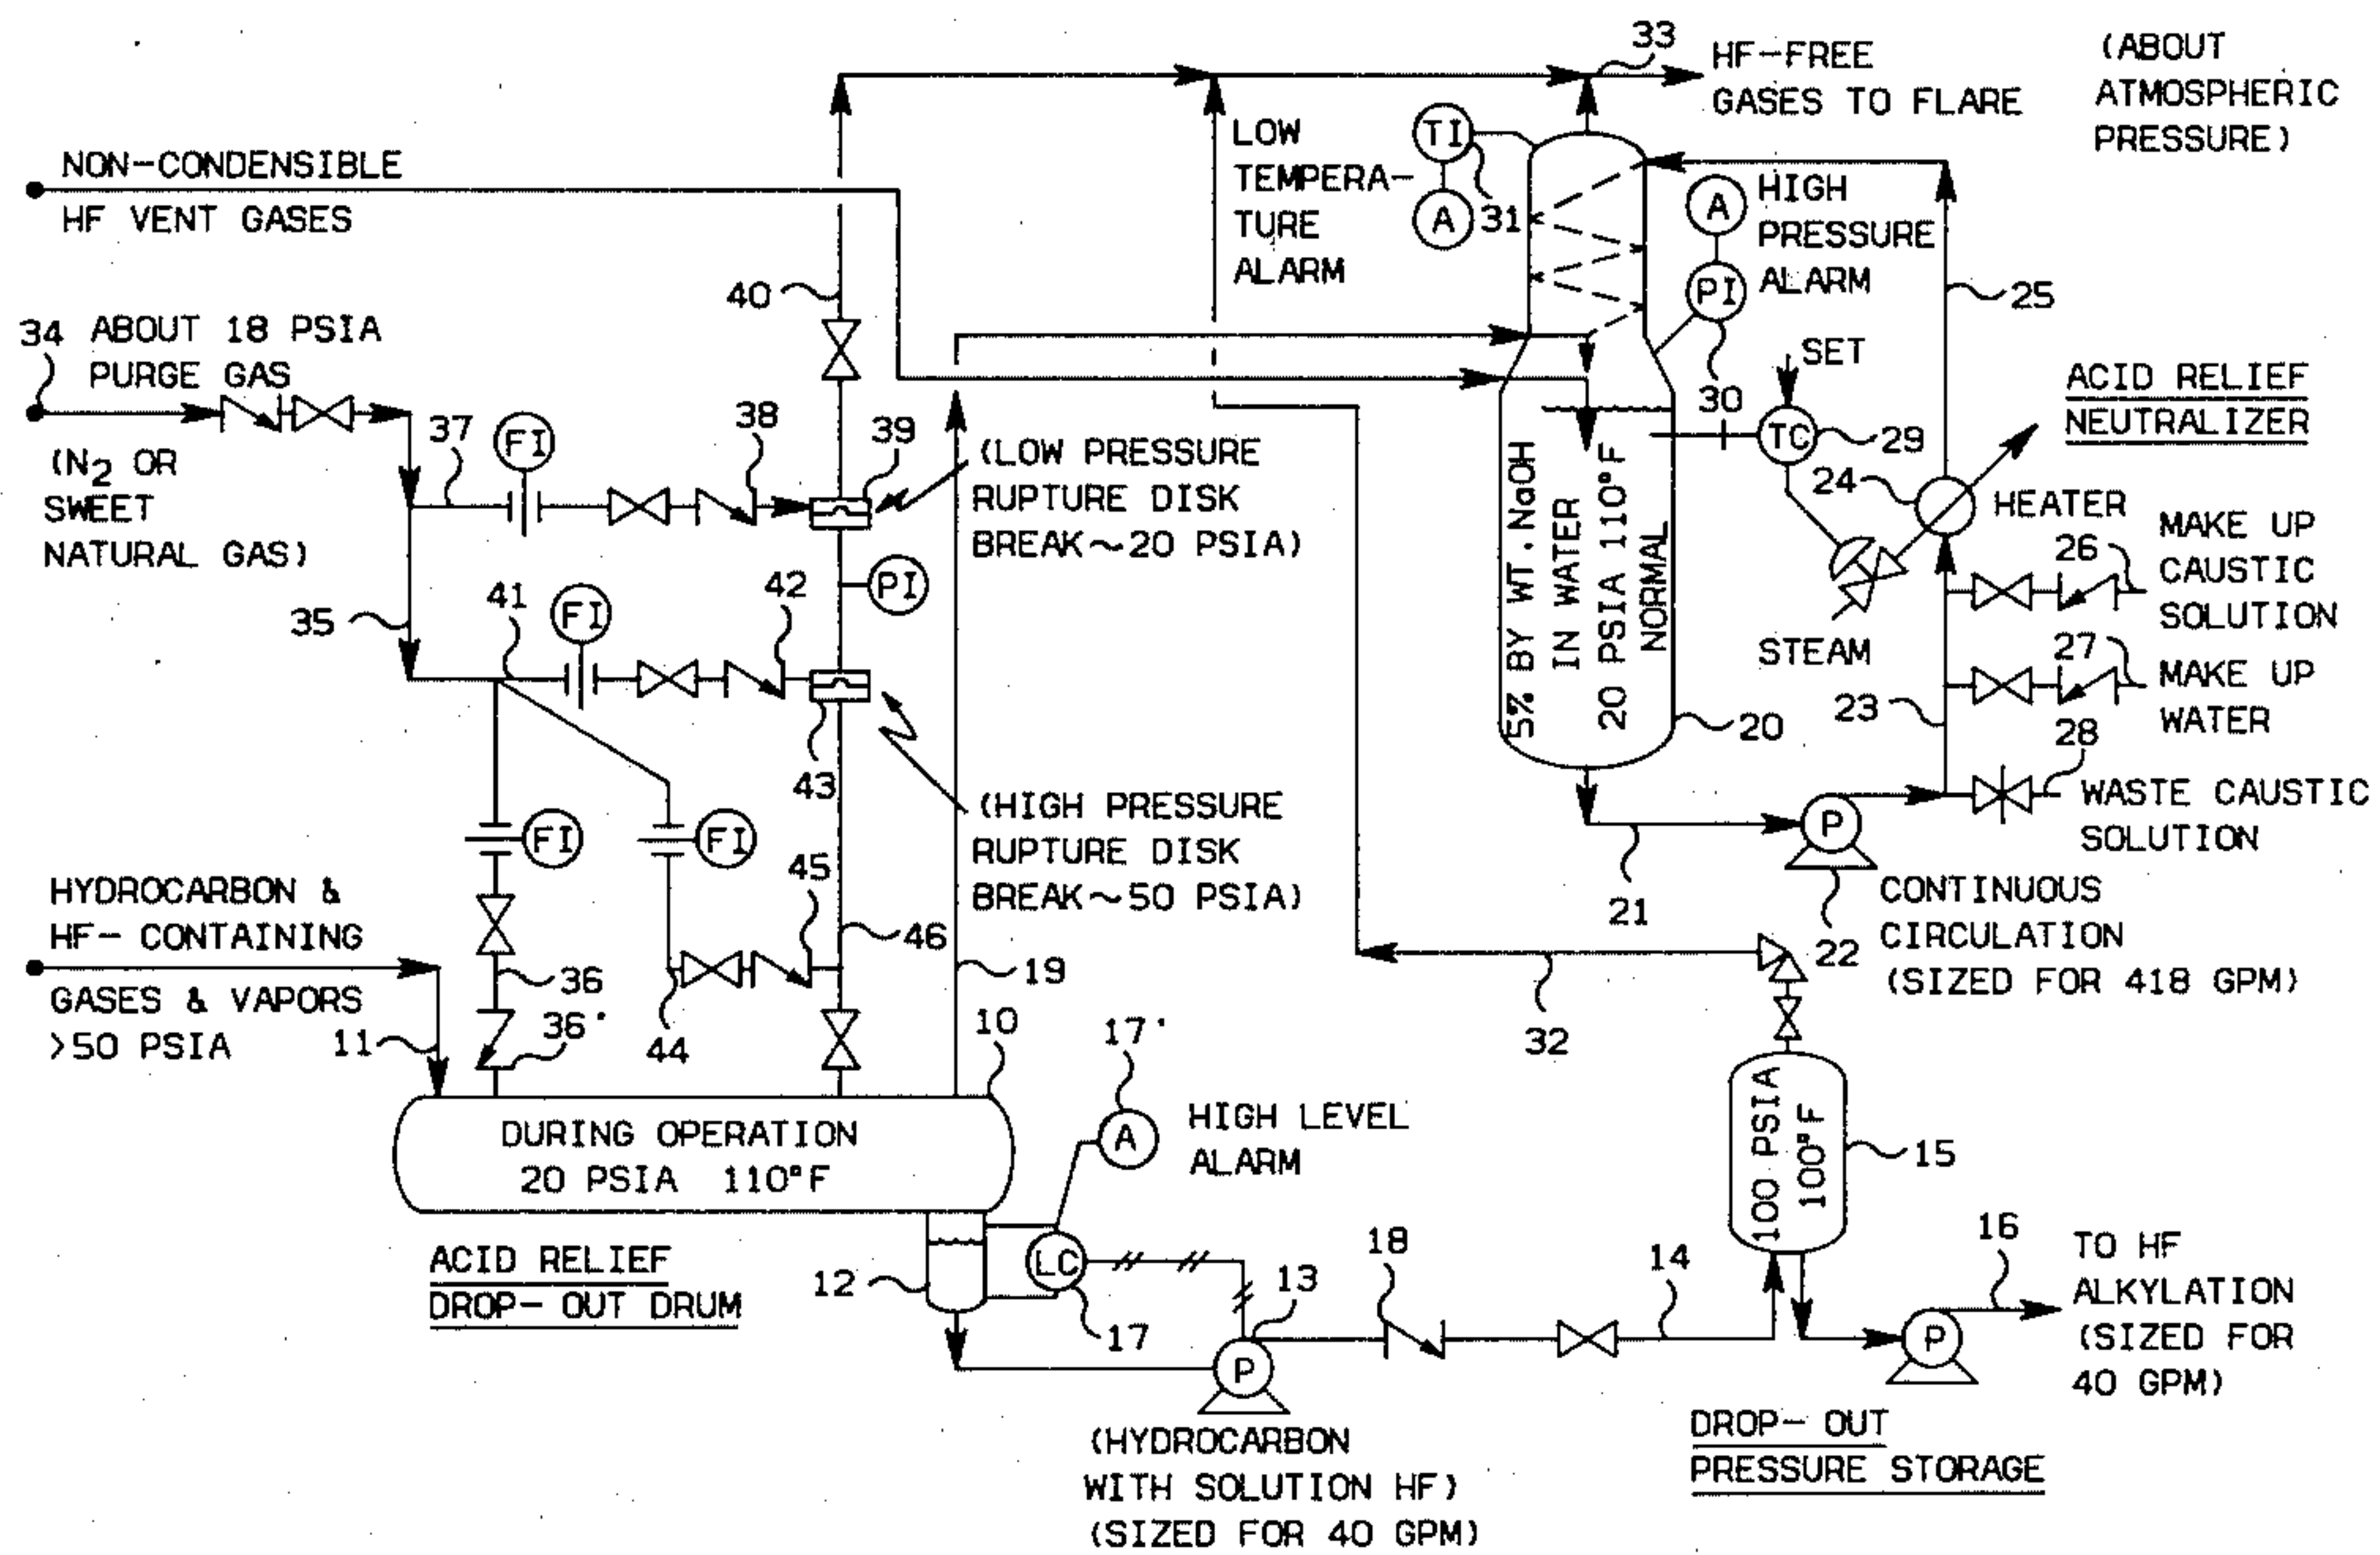 33
HF-FREE
GASES TO FLARE
(ABOUT
ATMOSPHERIC
PRESSURE)
NON-CONDENSIBLE
HF VENT GASES
LOW
TEMPERA-
TURE
ALARM
TI
A
31
A
HIGH
PRESSURE
ALARM
PI
30
25
40
34
ABOUT 18 PSIA
PURGE GAS
(N2 OR
SWEET
NATURAL GAS)
37
FI
38
39
(LOW PRESSURE
RUPTURE DISK
BREAK~20 PSIA)
SET
TC
29
ACID RELIEF
NEUTRALIZER
24
HEATER
5% BY WT.NaOH
IN WATER
20 PSIA 110°F
NORMAL
STEAM
26
MAKE UP
CAUSTIC
SOLUTION
27
MAKE UP
WATER
23
20
28
WASTE CAUSTIC
SOLUTION
35
41
FI
42
PI
43
(HIGH PRESSURE
RUPTURE DISK
BREAK~50 PSIA)
FI
FI
45
46
19
21
P
22
CONTINUOUS
CIRCULATION
(SIZED FOR 418 GPM)
HYDROCARBON &
HF- CONTAINING
GASES & VAPORS
>50 PSIA
11
36
36'
44
10
32
17'
A
HIGH LEVEL
ALARM
DURING OPERATION
20 PSIA 110°F
100 PSIA
100°F
15
ACID RELIEF
DROP- OUT DRUM
12
LC
17
13
P
18
14
16
P
TO HF
ALKYLATION
(SIZED FOR
40 GPM)
(HYDROCARBON
WITH SOLUTION HF)
(SIZED FOR 40 GPM)
DROP- OUT
PRESSURE STORAGE